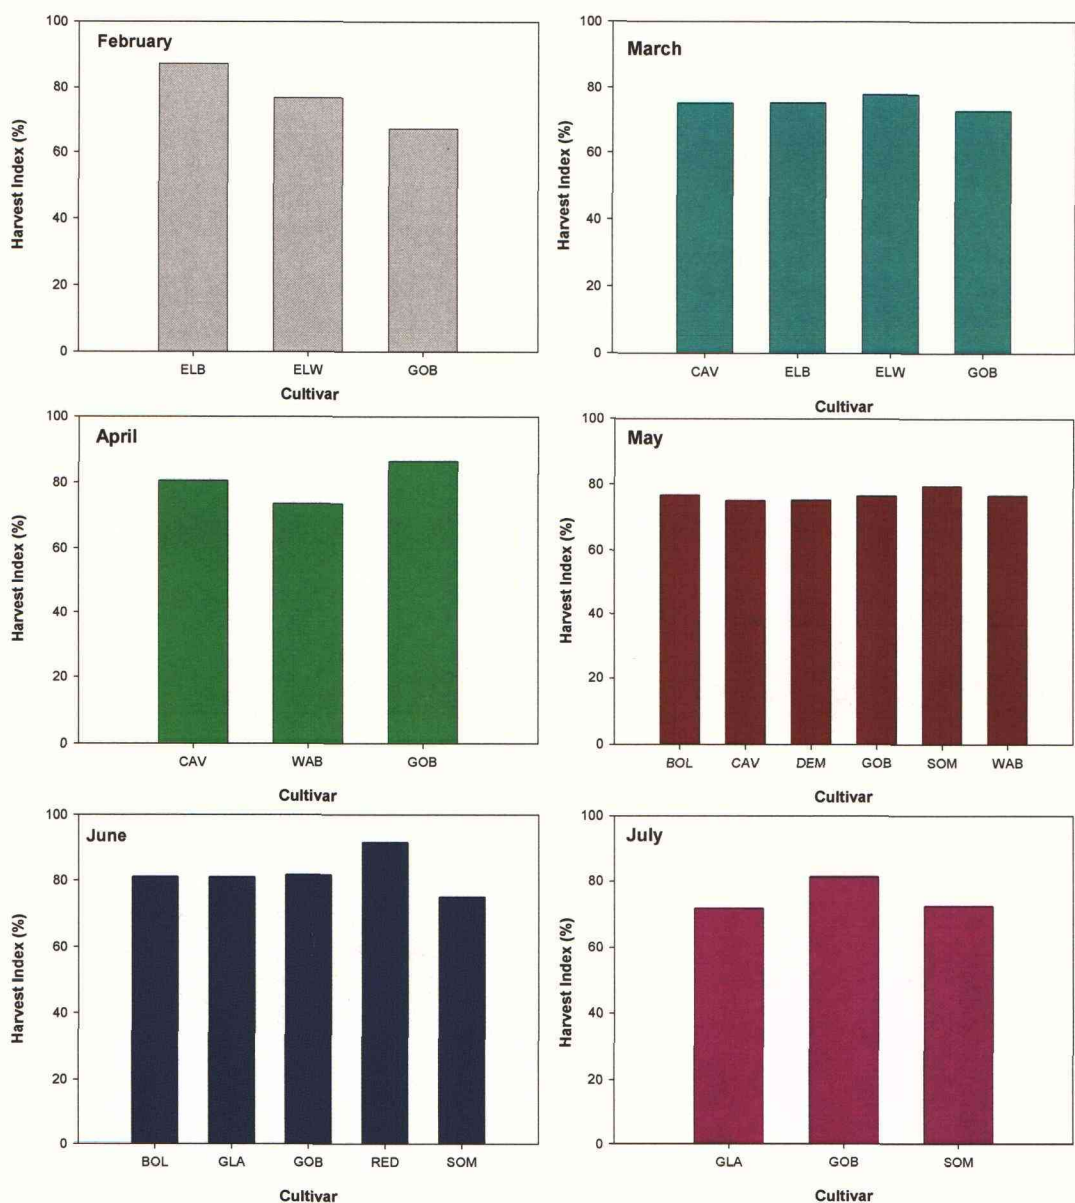 February
Harvest Index (%)
100
80
60
40
20
0
ELB ELW GOB
Cultivar
March
Harvest Index (%)
100
80
60
40
20
0
CAV ELB ELW GOB
Cultivar
April
Harvest Index (%)
100
80
60
40
20
0
CAV WAB GOB
Cultivar
May
Harvest Index (%)
100
80
60
40
20
0
BOL CAV DEM GOB SOM WAB
Cultivar
June
Harvest Index (%)
100
80
60
40
20
0
BOL GLA GOB RED SOM
Cultivar
July
Harvest Index (%)
100
80
60
40
20
0
GLA GOB SOM
Cultivar